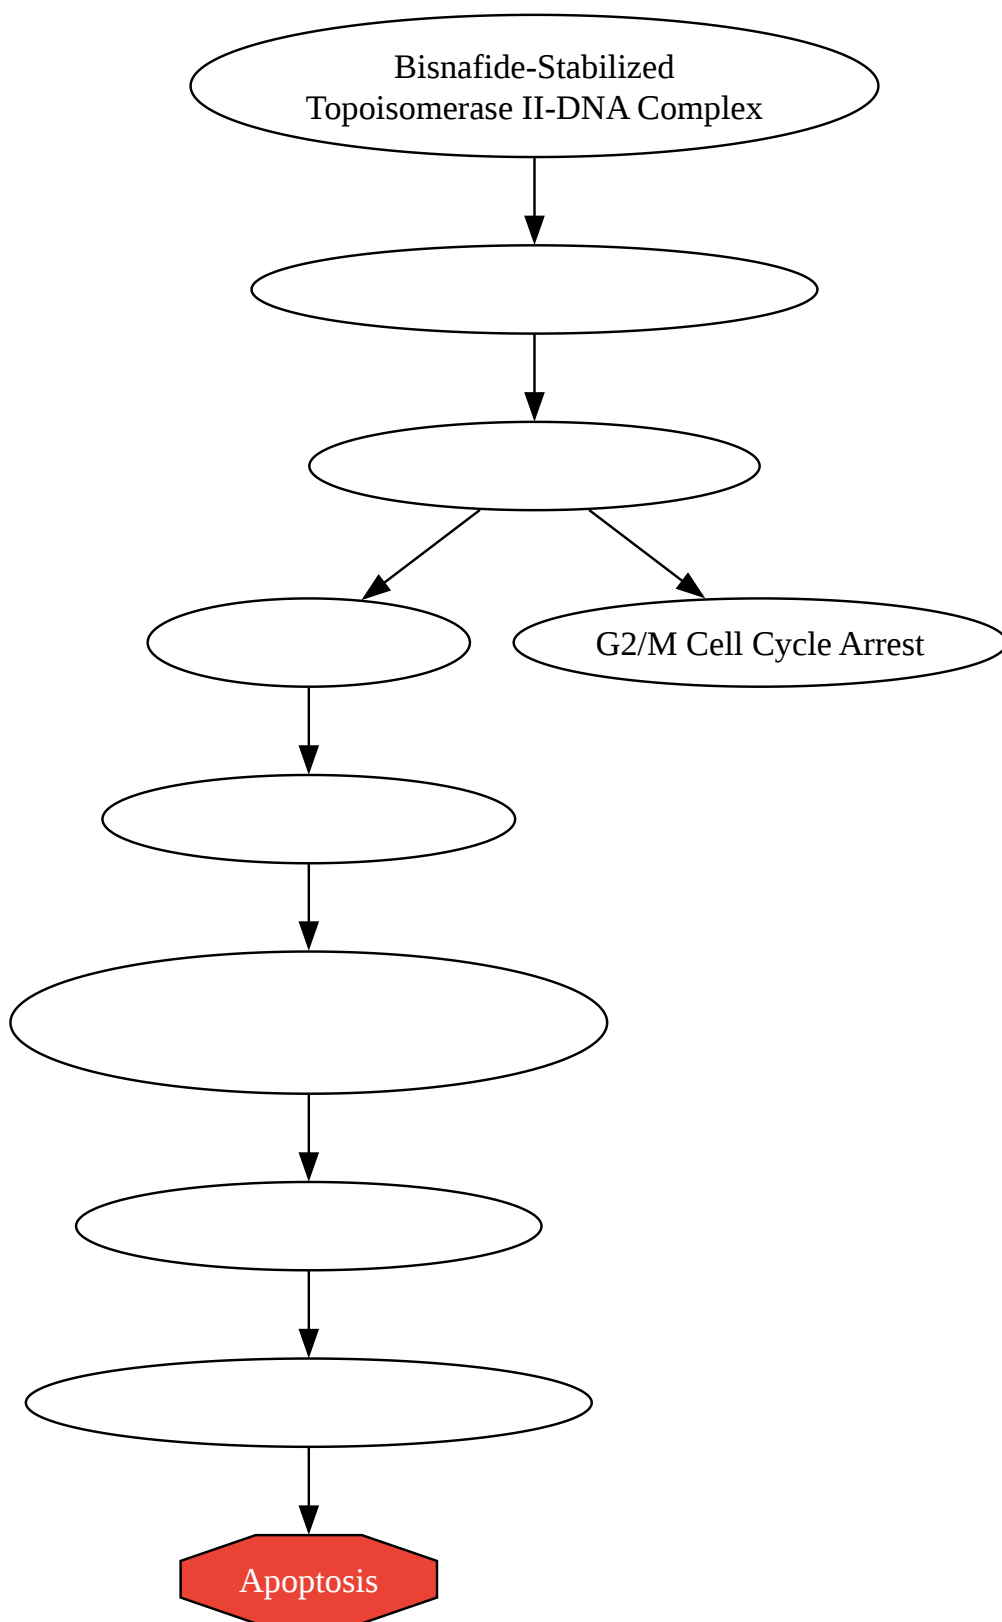 Bisnafide-Stabilized
Topoisomerase II-DNA Complex
G2/M Cell Cycle Arrest
Apoptosis